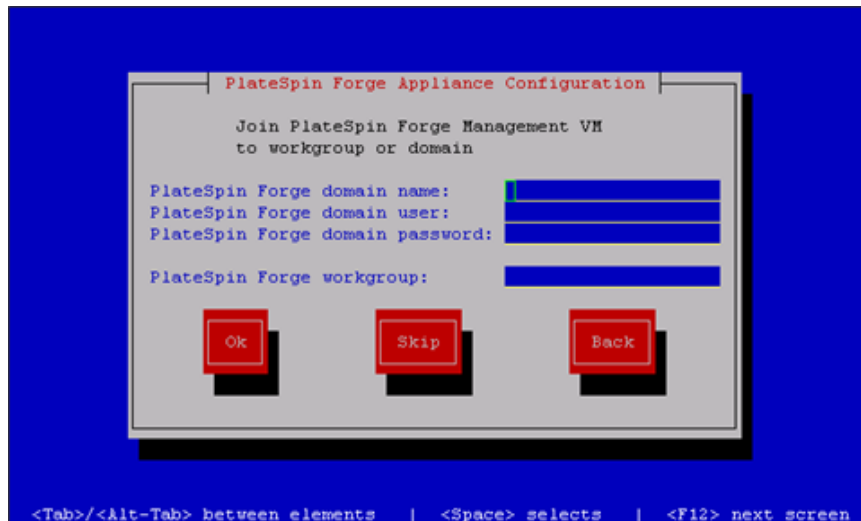 PlateSpin Forge Appliance Configuration
Join PlateSpin Forge Management VM
to workgroup or domain
PlateSpin Forge domain name:
PlateSpin Forge domain user:
PlateSpin Forge domain password:
PlateSpin Forge workgroup:
Ok Skip Back
<Tab>/<Alt-Tab> between elements | <Space> selects | <F12> next screen